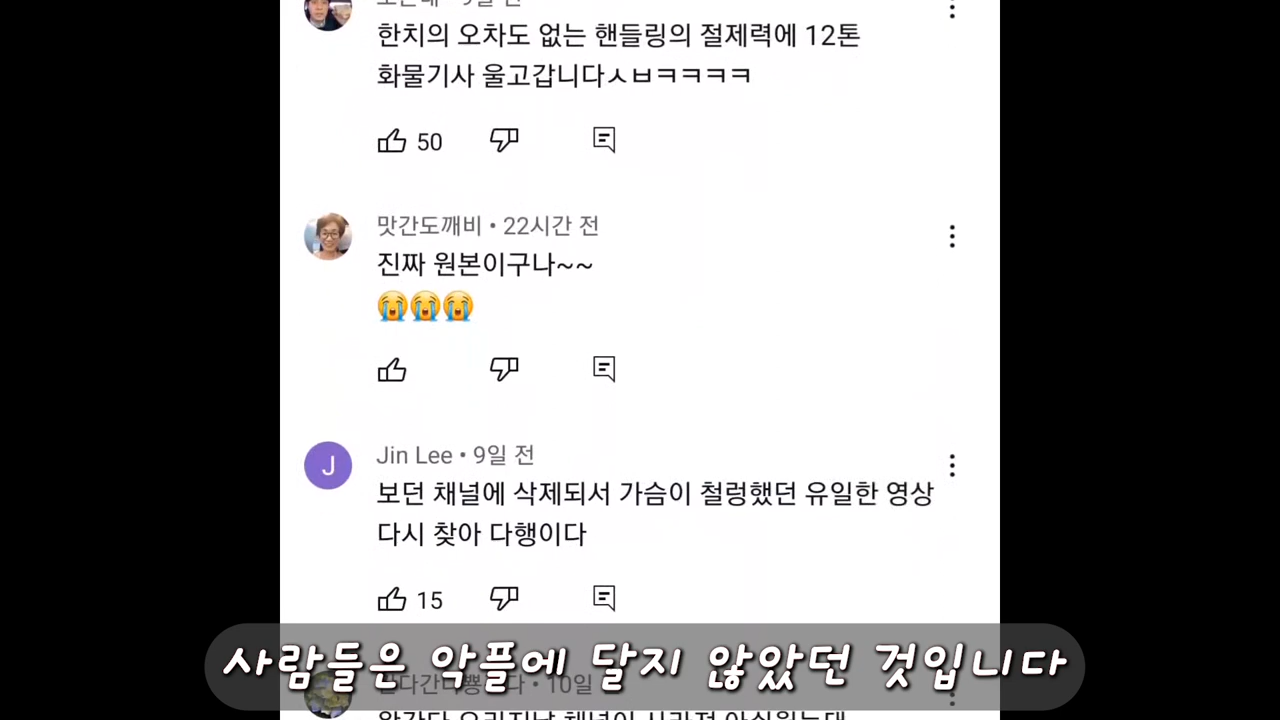 한치의 오차도 없는 핸들링의 절제력에 12톤
화물기사 울고갑니다ㅅㅂㅋㅋㅋㅋ
50
맛간도깨비 • 22시간 전
진짜 원본이구나~~
😭😭😭
J
Jin Lee • 9일 전
보던 채널에 삭제되서 가슴이 철렁했던 유일한 영상
다시 찾아 다행이다
15
사람들은 악플에 달지 않았던 것입니다
• 10일